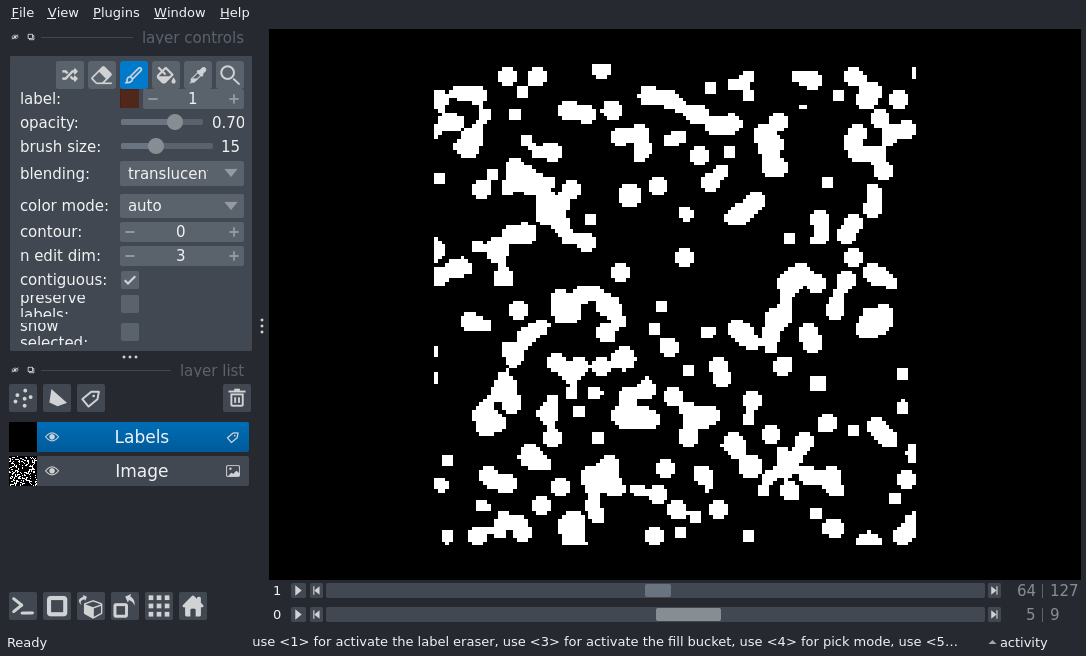 File View Plugins Window Help
layer controls
label: 1
opacity: 0.70
brush size: 15
blending: translucen
color mode: auto
contour: 0
n edit dim: 3
contiguous:
preserve
labels:
show
selected:
layer list
Labels
Image
1 64 127
0 5 9
Ready use <1> for activate the label eraser, use <3> for activate the fill bucket, use <4> for pick mode, use <5... activity